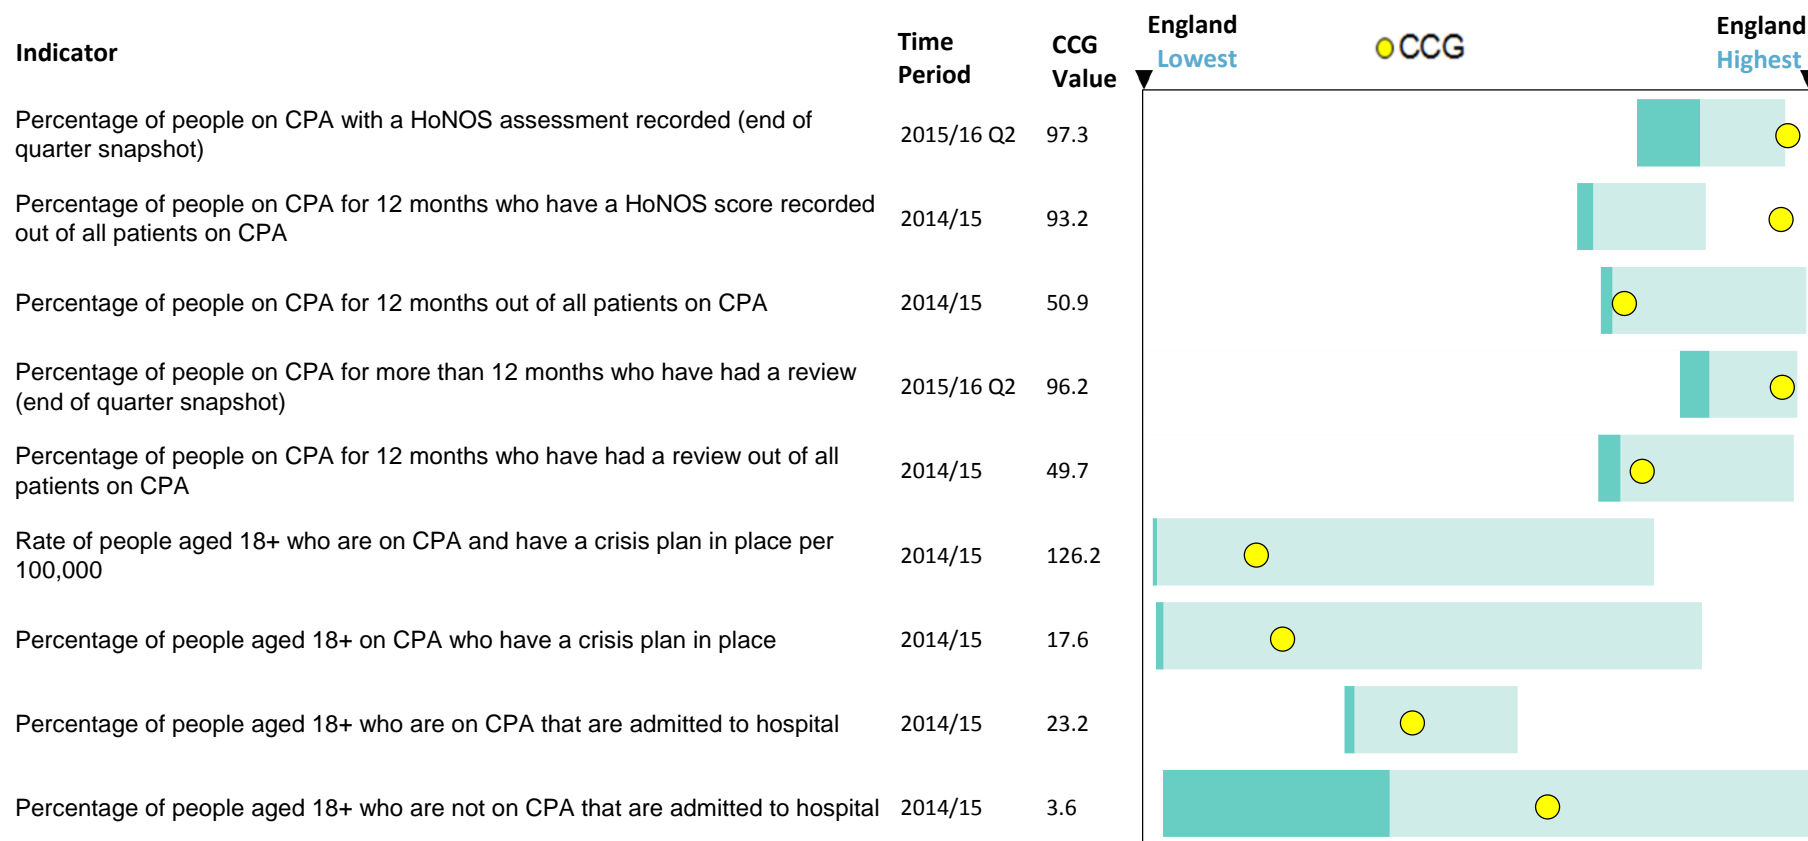 Indicator
Time Period
CCG Value
England Lowest
CCG
England Highest
Percentage of people on CPA with a HoNOS assessment recorded (end of
quarter snapshot)
2015/16 Q2
97.3
Percentage of people on CPA for 12 months who have a HoNOS score recorded
out of all patients on CPA
2014/15
93.2
Percentage of people on CPA for 12 months out of all patients on CPA
2014/15
50.9
Percentage of people on CPA for more than 12 months who have had a review
(end of quarter snapshot)
2015/16 Q2
96.2
Percentage of people on CPA for 12 months who have had a review out of all
patients on CPA
2014/15
49.7
Rate of people aged 18+ who are on CPA and have a crisis plan in place per
100,000
2014/15
126.2
Percentage of people aged 18+ on CPA who have a crisis plan in place
2014/15
17.6
Percentage of people aged 18+ who are on CPA that are admitted to hospital
2014/15
23.2
Percentage of people aged 18+ who are not on CPA that are admitted to hospital
2014/15
3.6